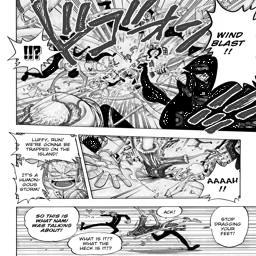 WIND
BLAST
!!
!!?
LUFFY, RUN!
WE'RE GONNA BE
TRAPPED ON THE
ISLAND!
IT'S A
HUMON-
GOUS
STORM!
AAAAH
!!
SO THIS IS
WHAT NAMI
WAS TALKING
ABOUT?
ACK!
WHAT IS IT!?
WHAT THE
HECK IS IT!?
STOP
DRAGGING
YOUR
FEET!